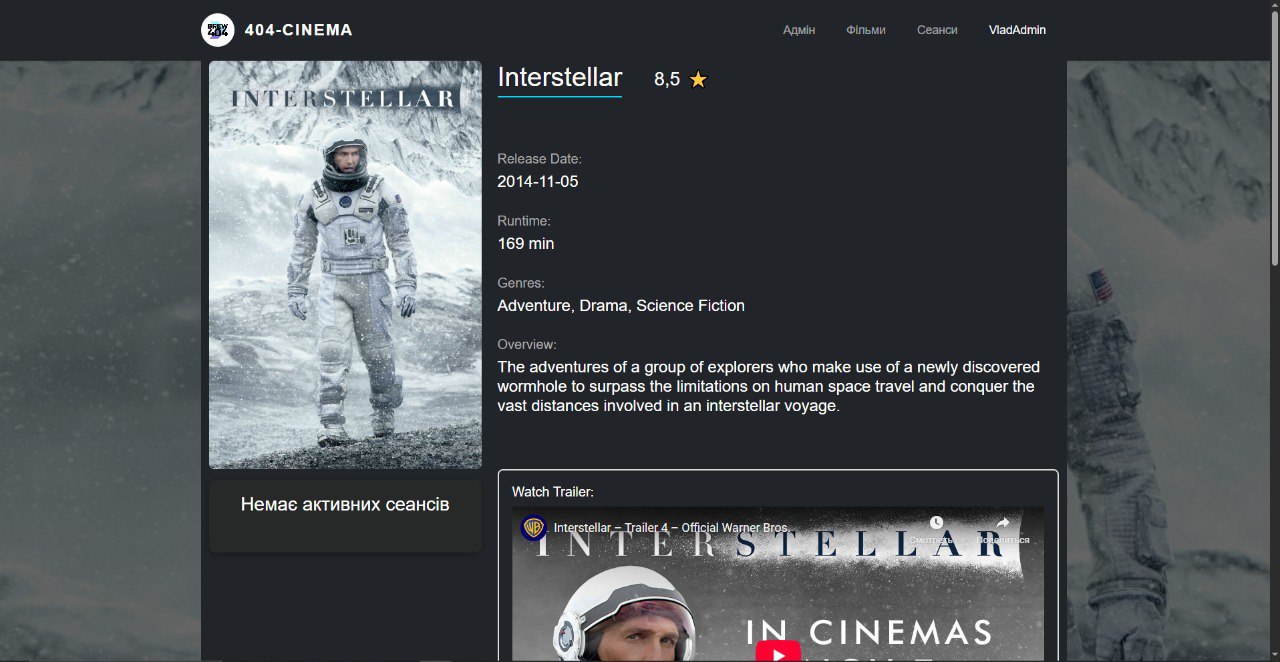 BREW
404
404-CINEMA
Адмін
Фільми
Сеанси
VladAdmin
INTERSTELLAR
Interstellar
8,5
Release Date:
2014-11-05
Runtime:
169 min
Genres:
Adventure, Drama, Science Fiction
Overview:
The adventures of a group of explorers who make use of a newly discovered
wormhole to surpass the limitations on human space travel and conquer the
vast distances involved in an interstellar voyage.
Немає активних сеансів
Watch Trailer:
Interstellar – Trailer 4 – Official Warner Bros.
Поделиться
INTERSTELLAR
IN CINEMAS